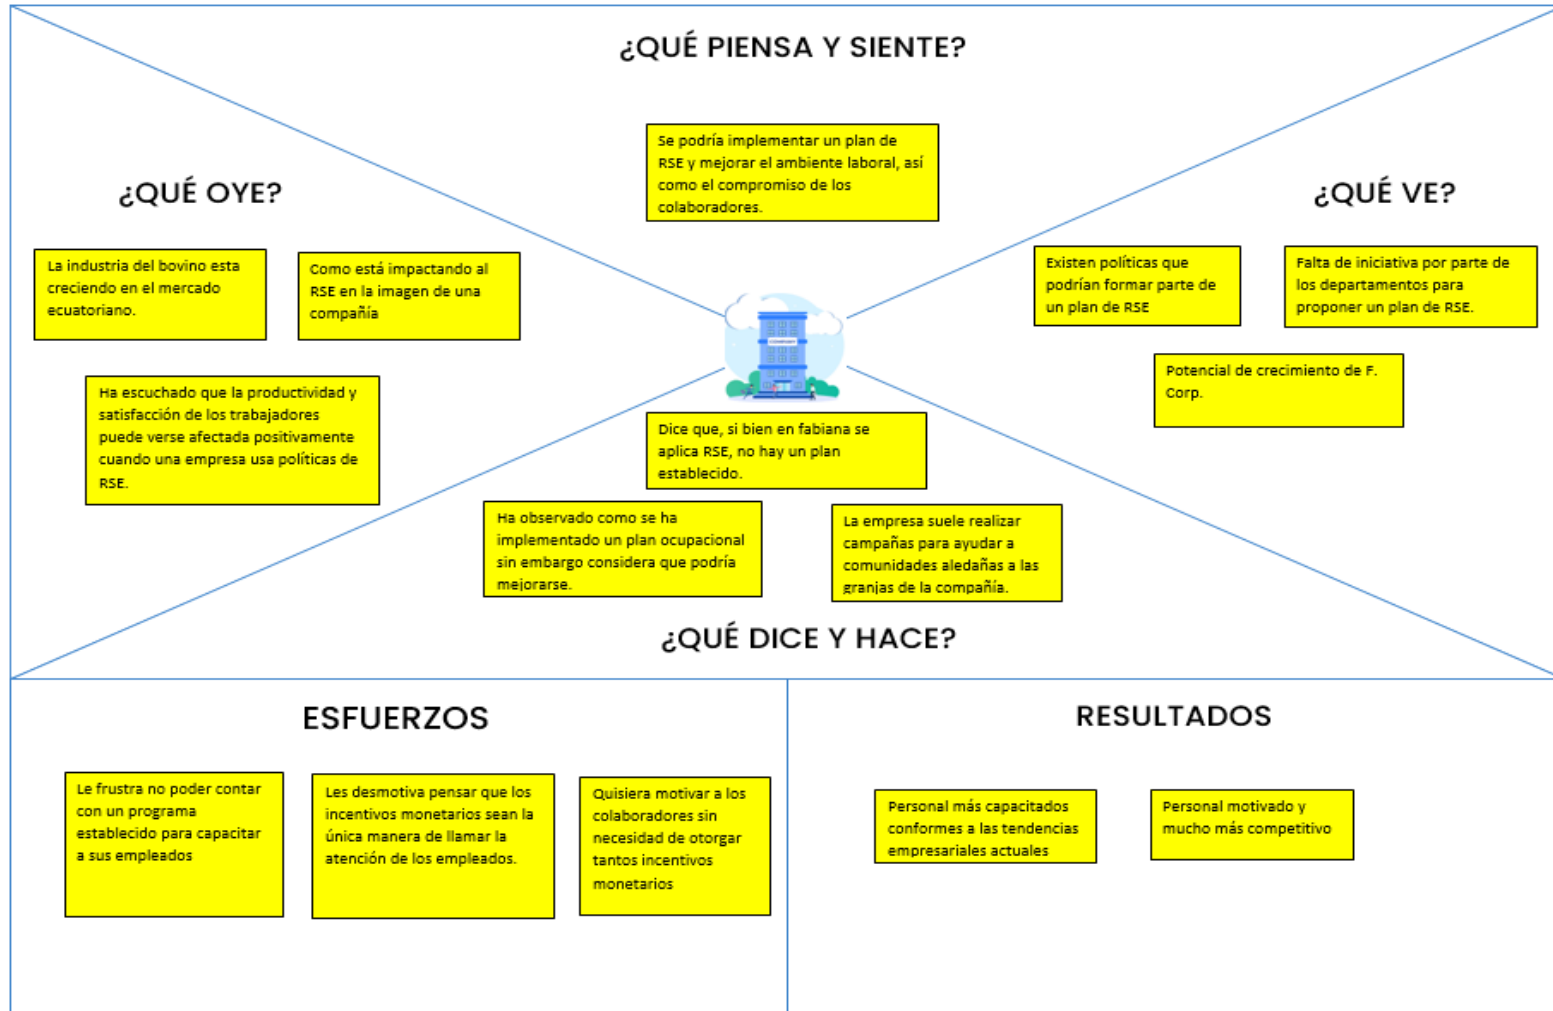 ¿QUÉ PIENSA Y SIENTE?
Se podría implementar un plan de
RSE y mejorar el ambiente laboral, así
como el compromiso de los
colaboradores.
¿QUÉ OYE?
La industria del bovino esta
creciendo en el mercado
ecuatoriano.
Como está impactando al
RSE en la imagen de una
compañía
Ha escuchado que la productividad y
satisfacción de los trabajadores
puede verse afectada positivamente
cuando una empresa usa políticas de
RSE.
¿QUÉ VE?
Existen políticas que
podrían formar parte de
un plan de RSE
Falta de iniciativa por parte de
los departamentos para
proponer un plan de RSE.
Potencial de crecimiento de F.
Corp.
COMPANY
Dice que, si bien en fabiana se
aplica RSE, no hay un plan
establecido.
Ha observado como se ha
implementado un plan ocupacional
sin embargo considera que podría
mejorarse.
La empresa suele realizar
campañas para ayudar a
comunidades aledañas a las
granjas de la compañía.
¿QUÉ DICE Y HACE?
ESFUERZOS
Le frustra no poder contar
con un programa
establecido para capacitar
a sus empleados
Les desmotiva pensar que los
incentivos monetarios sean la
única manera de llamar la
atención de los empleados.
Quisiera motivar a los
colaboradores sin
necesidad de otorgar
tantos incentivos
monetarios
RESULTADOS
Personal más capacitados
conformes a las tendencias
empresariales actuales
Personal motivado y
mucho más competitivo